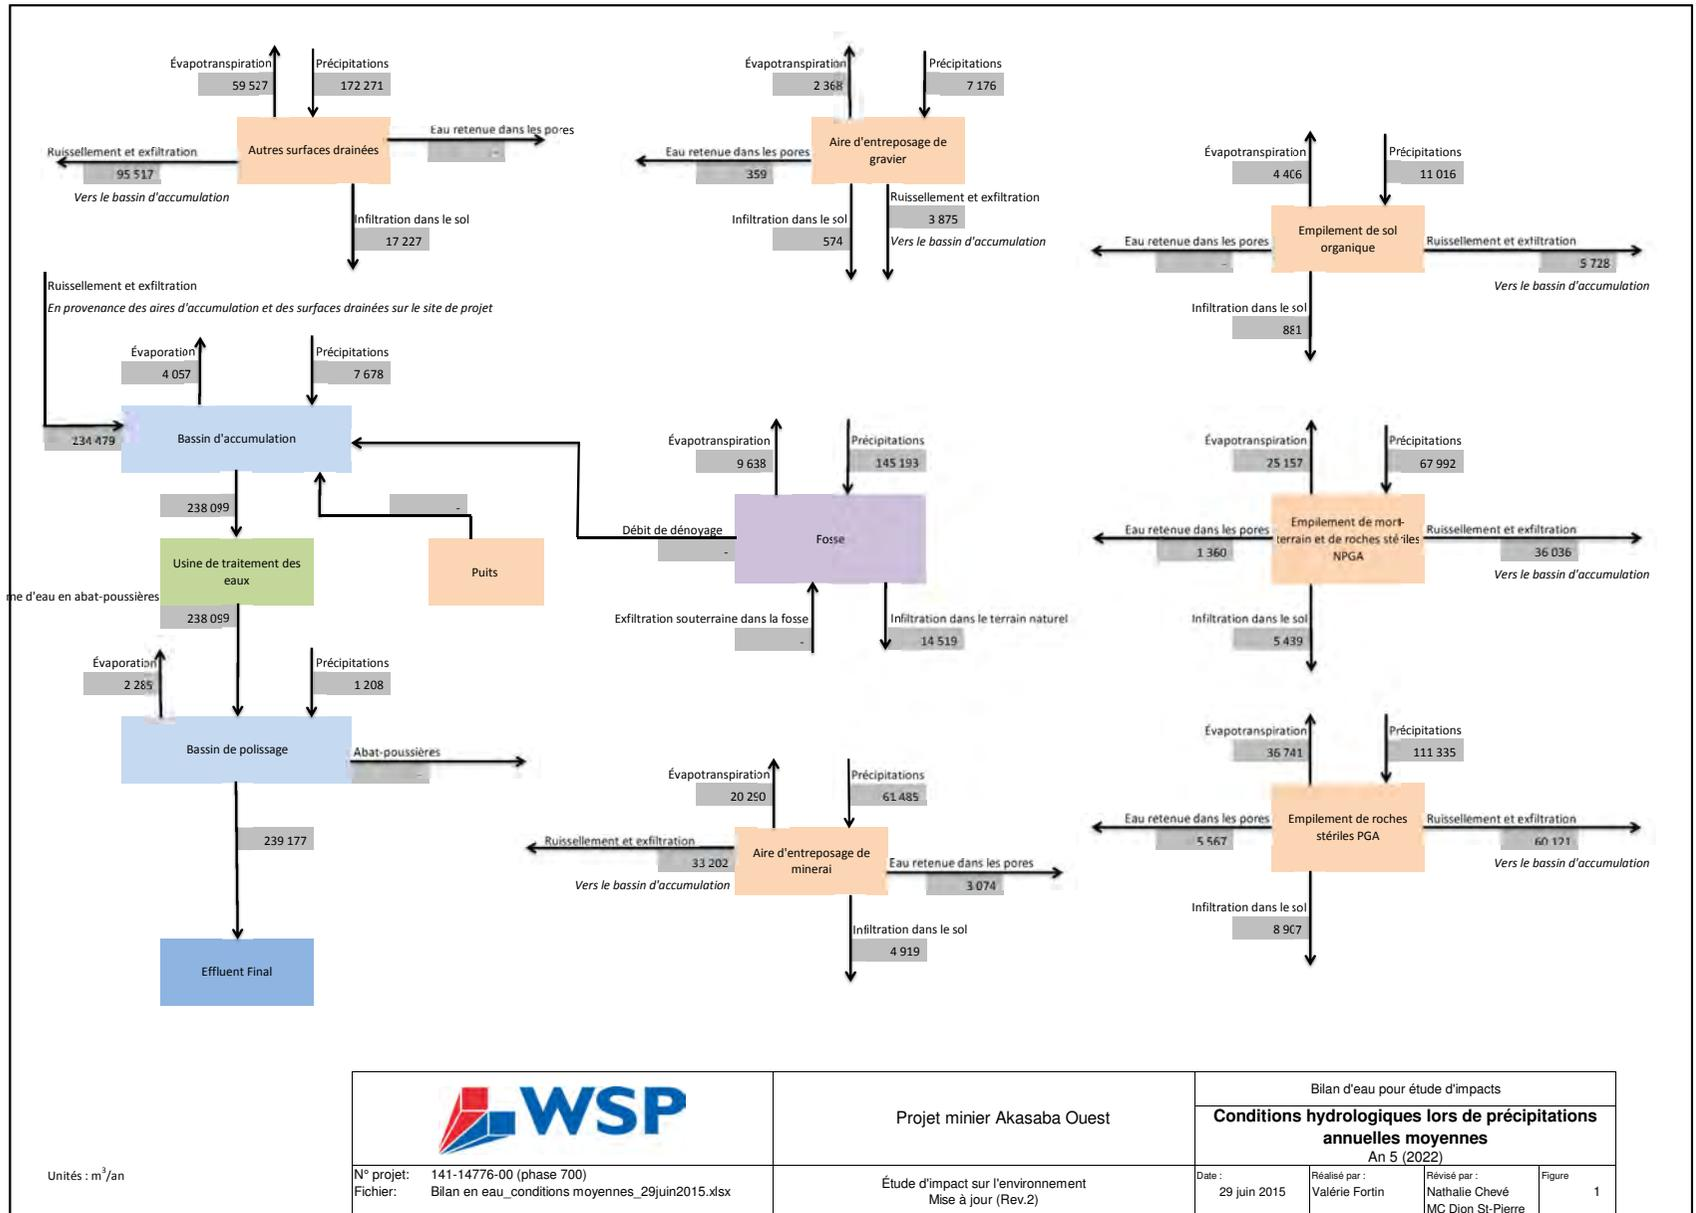 Évapotranspiration
59 527
Précipitations
172 271
Autres surfaces drainées
Eau retenue dans les pores
-
Ruissellement et exfiltration
95 517
Vers le bassin d'accumulation
Infiltration dans le sol
17 227
Évapotranspiration
2 368
Précipitations
7 176
Aire d'entreposage de
gravier
Eau retenue dans les pores
359
Infiltration dans le sol
574
Ruissellement et exfiltration
3 875
Vers le bassin d'accumulation
Évapotranspiration
4 406
Précipitations
11 016
Empilement de sol
organique
Eau retenue dans les pores
-
Ruissellement et exfiltration
5 728
Vers le bassin d'accumulation
Infiltration dans le sol
881
Ruissellement et exfiltration
En provenance des aires d'accumulation et des surfaces drainées sur le site de projet
Évaporation
4 057
Précipitations
7 678
234 479
Bassin d'accumulation
238 099
-
Usine de traitement des
eaux
Puits
me d'eau en abat-poussières
238 099
Évaporation
2 285
Précipitations
1 208
Bassin de polissage
Abat-poussières
-
239 177
Effluent Final
Évapotranspiration
9 638
Précipitations
145 193
Débit de dénoyage
-
Fosse
Exfiltration souterraine dans la fosse
-
Infiltration dans le terrain naturel
14 519
Évapotranspiration
20 290
Précipitations
61 485
Ruissellement et exfiltration
33 202
Vers le bassin d'accumulation
Aire d'entreposage de
minerai
Eau retenue dans les pores
3 074
Infiltration dans le sol
4 919
Évapotranspiration
25 157
Précipitations
67 992
Eau retenue dans les pores
1 360
Empilement de mort-
terrain et de roches stériles
NPGA
Ruissellement et exfiltration
36 036
Vers le bassin d'accumulation
Infiltration dans le sol
5 439
Évapotranspiration
36 741
Précipitations
111 335
Eau retenue dans les pores
5 567
Empilement de roches
stériles PGA
Ruissellement et exfiltration
60 121
Vers le bassin d'accumulation
Infiltration dans le sol
8 907
Unités : m³/an
WSP
N° projet: 141-14776-00 (phase 700)
Fichier: Bilan en eau_conditions moyennes_29juin2015.xlsx
Projet minier Akasaba Ouest
Étude d'impact sur l'environnement
Mise à jour (Rev.2)
Bilan d'eau pour étude d'impacts
Conditions hydrologiques lors de précipitations
annuelles moyennes
An 5 (2022)
Date :
29 juin 2015
Réalisé par :
Valérie Fortin
Révisé par :
Nathalie Chevé
MC Dion St-Pierre
Figure
1